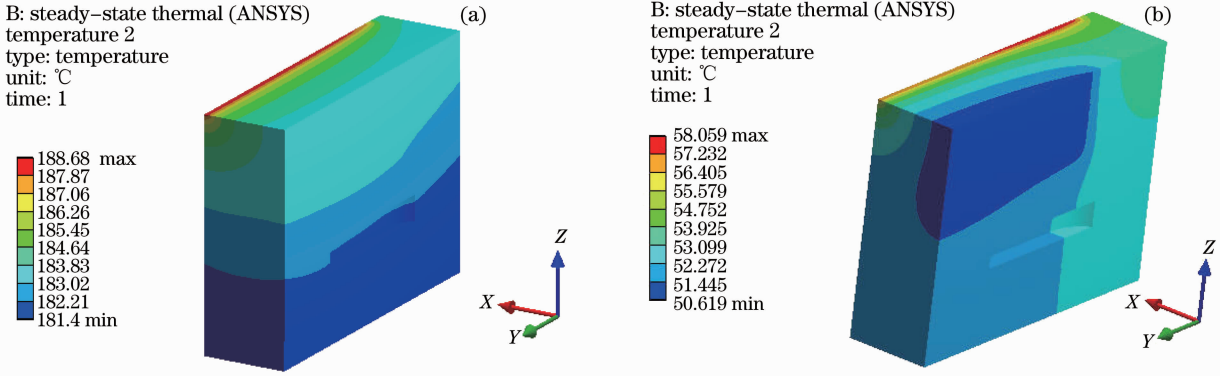 B: steady-state thermal (ANSYS)
temperature 2
type: temperature
unit: ℃
time: 1
(a)
188.68 max
187.87
187.06
186.26
185.45
184.64
183.83
183.02
182.21
181.4 min
Z
X
Y
B: steady-state thermal (ANSYS)
temperature 2
type: temperature
unit: ℃
time: 1
(b)
58.059 max
57.232
56.405
55.579
54.752
53.925
53.099
52.272
51.445
50.619 min
Z
X
Y